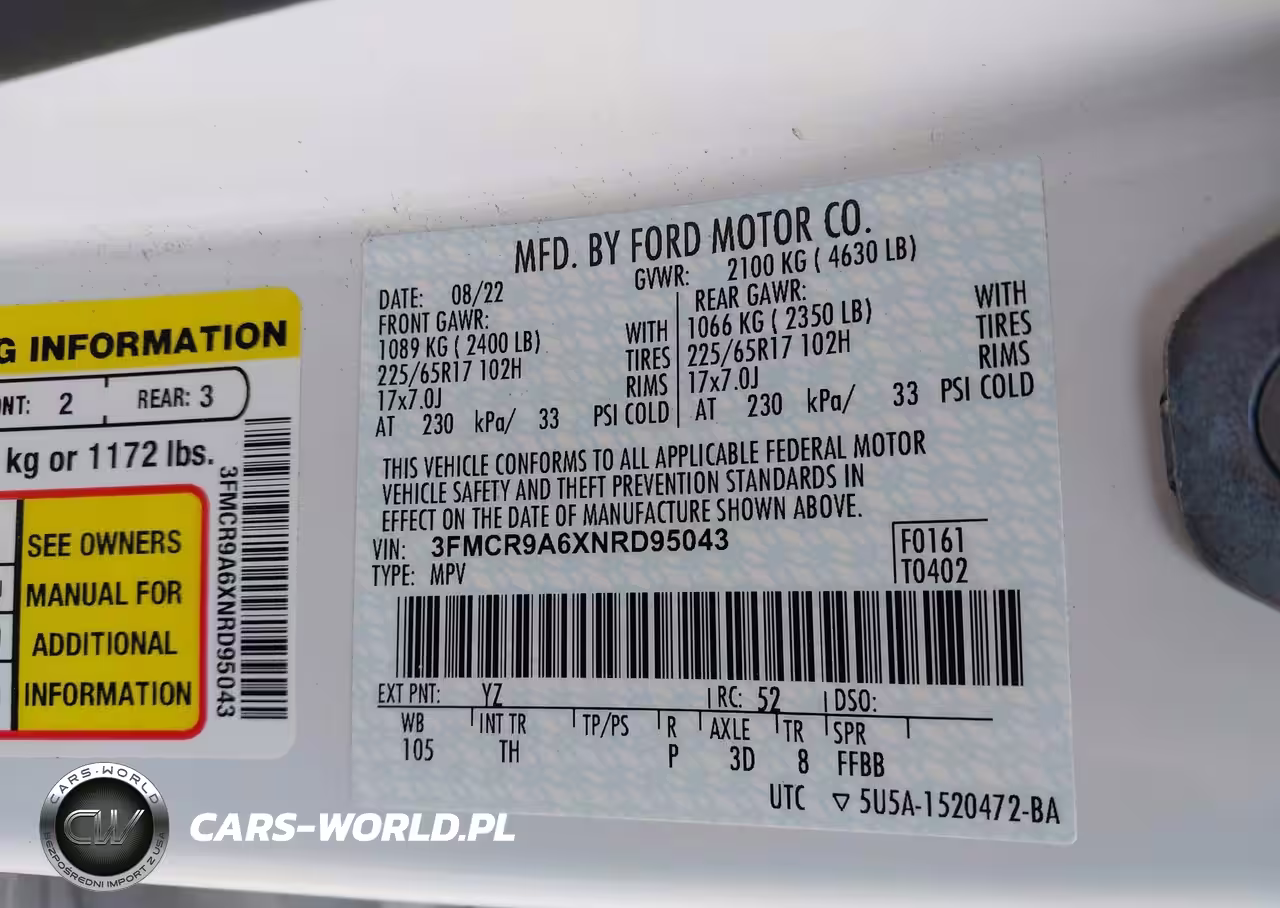 G INFORMATION
NT: 2 REAR: 3
kg or 1172 lbs.
SEE OWNERS
MANUAL FOR
ADDITIONAL
INFORMATION
3FMCR9A6XNRD95043
MFD. BY FORD MOTOR CO.
DATE: 08/22 GVWR: 2100 KG ( 4630 LB)
FRONT GAWR: REAR GAWR:
1089 KG ( 2400 LB) WITH 1066 KG ( 2350 LB) WITH
225/65R17 102H TIRES 225/65R17 102H TIRES
17x7.0J RIMS 17x7.0J RIMS
AT 230 kPa/ 33 PSI COLD AT 230 kPa/ 33 PSI COLD
THIS VEHICLE CONFORMS TO ALL APPLICABLE FEDERAL MOTOR
VEHICLE SAFETY AND THEFT PREVENTION STANDARDS IN
EFFECT ON THE DATE OF MANUFACTURE SHOWN ABOVE.
VIN: 3FMCR9A6XNRD95043 F0161
TYPE: MPV T0402
EXT PNT: YZ RC: 52 DSO:
WB INT TR TP/PS R AXLE TR SPR
105 TH P 3D 8 FFBB
UTC ▽ 5U5A-1520472-BA
CARS-WORLD
CW
BEZPOŚREDNI IMPORT Z USA
CARS-WORLD.PL